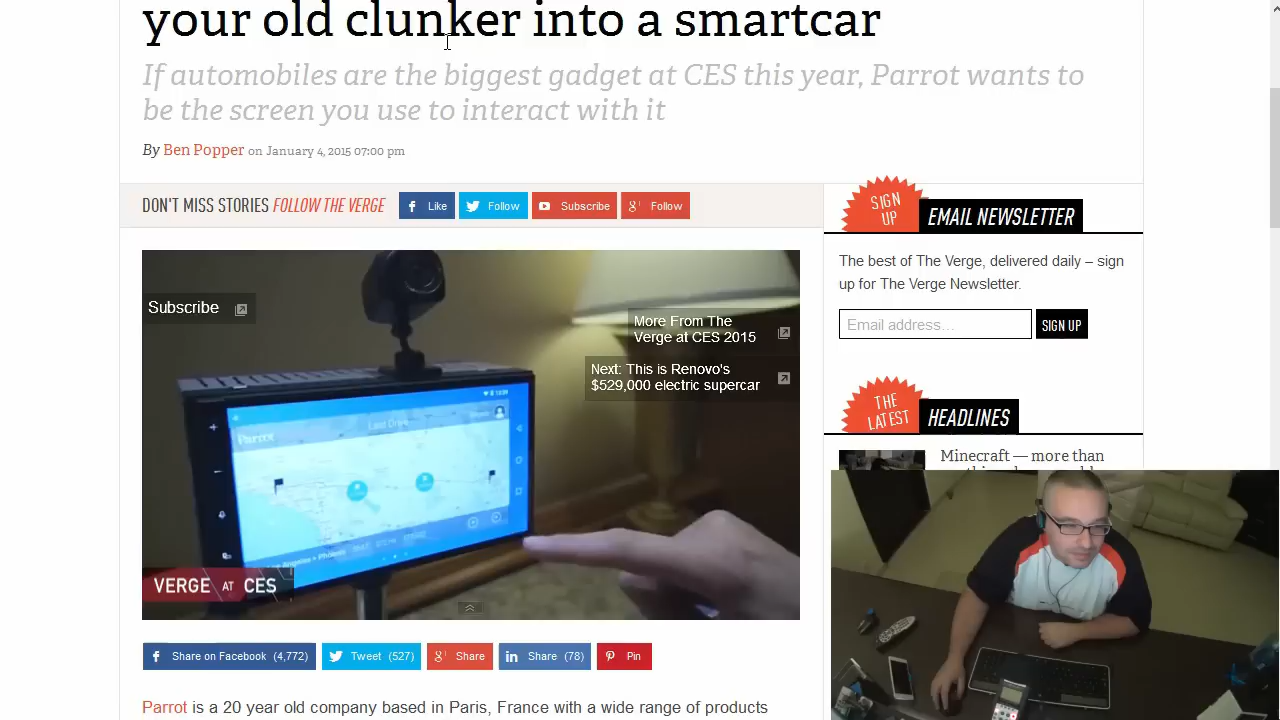 your old clunker into a smartcar
If automobiles are the biggest gadget at CES this year, Parrot wants to
be the screen you use to interact with it
By Ben Popper on January 4, 2015 07:00 pm
DON'T MISS STORIES FOLLOW THE VERGE
Like
Follow
Subscribe
Follow
SIGN UP
EMAIL NEWSLETTER
The best of The Verge, delivered daily – sign
up for The Verge Newsletter.
Email address...
SIGN UP
Subscribe
More From The
Verge at CES 2015
Next: This is Renovo's
$529,000 electric supercar
Parrot
Last Drive
VERGE AT CES
THE LATEST
HEADLINES
Minecraft — more than
Share on Facebook (4,772)
Tweet (527)
Share
Share (78)
Pin
Parrot is a 20 year old company based in Paris, France with a wide range of products